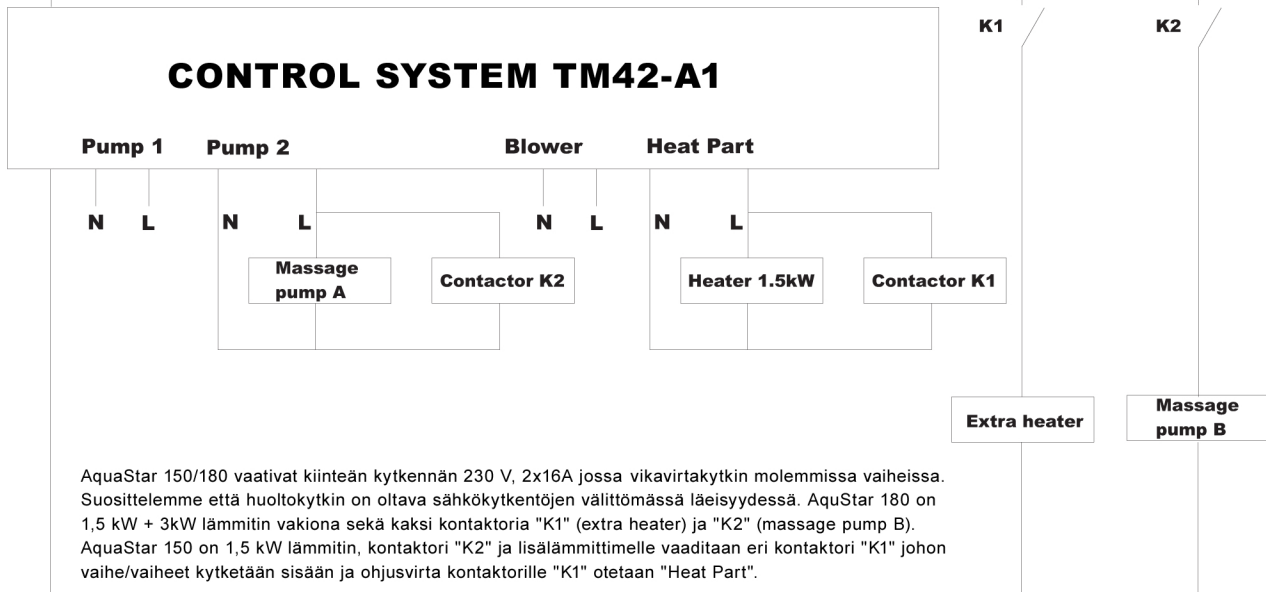 K1
K2
CONTROL SYSTEM TM42-A1
Pump 1
Pump 2
Blower
Heat Part
N
L
N
L
N
L
N
L
Massage
pump A
Contactor K2
Heater 1.5kW
Contactor K1
Extra heater
Massage
pump B
AquaStar 150/180 vaativat kiinteän kytkennän 230 V, 2x16A jossa vikavirtakytkin molemmissa vaiheissa.
Suosittelemme että huoltokytkin on oltava sähkökytkentöjen välittömässä läeisyydessä. AquStar 180 on
1,5 kW + 3kW lämmitin vakiona sekä kaksi kontaktoria "K1" (extra heater) ja "K2" (massage pump B).
AquaStar 150 on 1,5 kW lämmitin, kontaktori "K2" ja lisälämmittimelle vaaditaan eri kontaktori "K1" johon
vaihe/vaiheet kytketään sisään ja ohjusvirta kontaktorille "K1" otetaan "Heat Part".